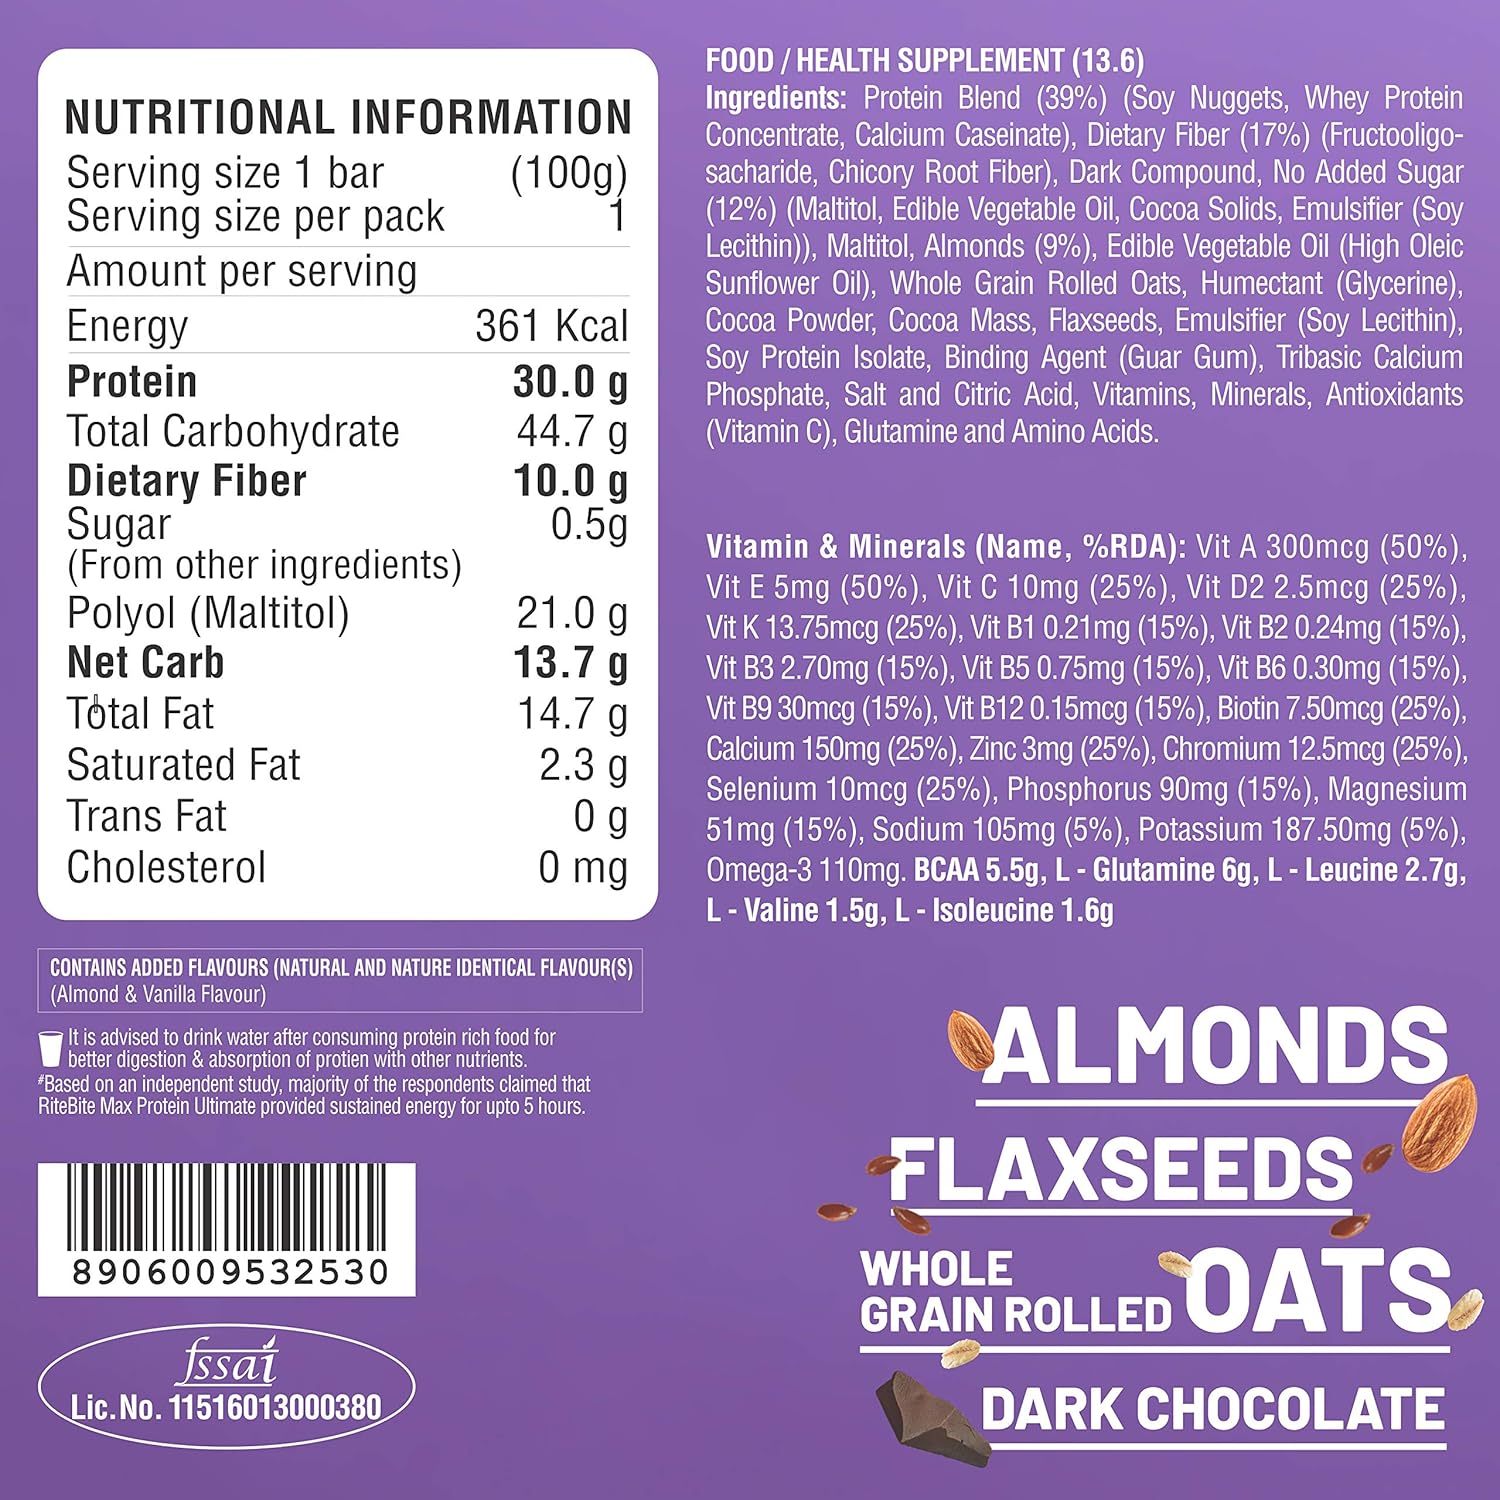 NUTRITIONAL INFORMATION
Serving size 1 bar (100g)
Serving size per pack 1
Amount per serving
Energy 361 Kcal
Protein 30.0 g
Total Carbohydrate 44.7 g
Dietary Fiber 10.0 g
Sugar 0.5g
(From other ingredients)
Polyol (Maltitol) 21.0 g
Net Carb 13.7 g
Total Fat 14.7 g
Saturated Fat 2.3 g
Trans Fat 0 g
Cholesterol 0 mg
CONTAINS ADDED FLAVOURS (NATURAL AND NATURE IDENTICAL FLAVOUR(S)
(Almond & Vanilla Flavour)
It is advised to drink water after consuming protein rich food for
better digestion & absorption of protien with other nutrients.
#Based on an independent study, majority of the respondents claimed that
RiteBite Max Protein Ultimate provided sustained energy for upto 5 hours.
8906009532530
fssai
Lic.No. 11516013000380
FOOD / HEALTH SUPPLEMENT (13.6)
Ingredients: Protein Blend (39%) (Soy Nuggets, Whey Protein
Concentrate, Calcium Caseinate), Dietary Fiber (17%) (Fructooligo-
sacharide, Chicory Root Fiber), Dark Compound, No Added Sugar
(12%) (Maltitol, Edible Vegetable Oil, Cocoa Solids, Emulsifier (Soy
Lecithin)), Maltitol, Almonds (9%), Edible Vegetable Oil (High Oleic
Sunflower Oil), Whole Grain Rolled Oats, Humectant (Glycerine),
Cocoa Powder, Cocoa Mass, Flaxseeds, Emulsifier (Soy Lecithin),
Soy Protein Isolate, Binding Agent (Guar Gum), Tribasic Calcium
Phosphate, Salt and Citric Acid, Vitamins, Minerals, Antioxidants
(Vitamin C), Glutamine and Amino Acids.
Vitamin & Minerals (Name, %RDA): Vit A 300mcg (50%),
Vit E 5mg (50%), Vit C 10mg (25%), Vit D2 2.5mcg (25%),
Vit K 13.75mcg (25%), Vit B1 0.21mg (15%), Vit B2 0.24mg (15%),
Vit B3 2.70mg (15%), Vit B5 0.75mg (15%), Vit B6 0.30mg (15%),
Vit B9 30mcg (15%), Vit B12 0.15mcg (15%), Biotin 7.50mcg (25%),
Calcium 150mg (25%), Zinc 3mg (25%), Chromium 12.5mcg (25%),
Selenium 10mcg (25%), Phosphorus 90mg (15%), Magnesium
51mg (15%), Sodium 105mg (5%), Potassium 187.50mg (5%),
Omega-3 110mg. BCAA 5.5g, L - Glutamine 6g, L - Leucine 2.7g,
L - Valine 1.5g, L - Isoleucine 1.6g
ALMONDS
FLAXSEEDS
WHOLE
GRAIN ROLLED OATS
DARK CHOCOLATE